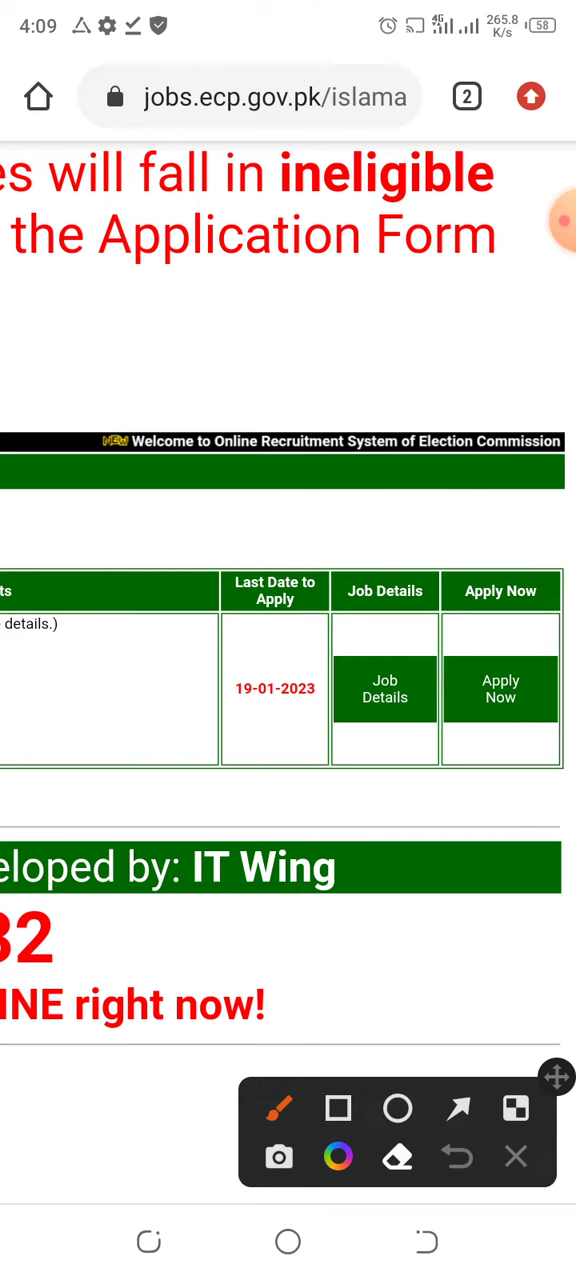 4:09 4G 265.8 K/s 58
jobs.ecp.gov.pk/islama 2
es will fall in ineligible
the Application Form
NEW Welcome to Online Recruitment System of Election Commission
ts Last Date to Apply Job Details Apply Now
details.)
19-01-2023 Job Details Apply Now
eloped by: IT Wing
32
INE right now!